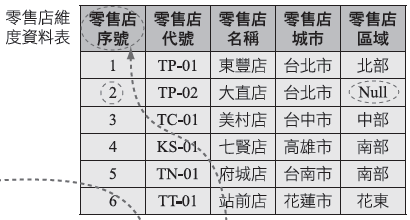 零售店維
度資料表
零售店序號 零售店代號 零售店名稱 零售店城市 零售店區域
1 TP-01 東豐店 台北市 北部
2 TP-02 大直店 台北市 Null
3 TC-01 美村店 台中市 中部
4 KS-01 七賢店 高雄市 南部
5 TN-01 府城店 台南市 南部
6 TT-01 站前店 花蓮市 花東